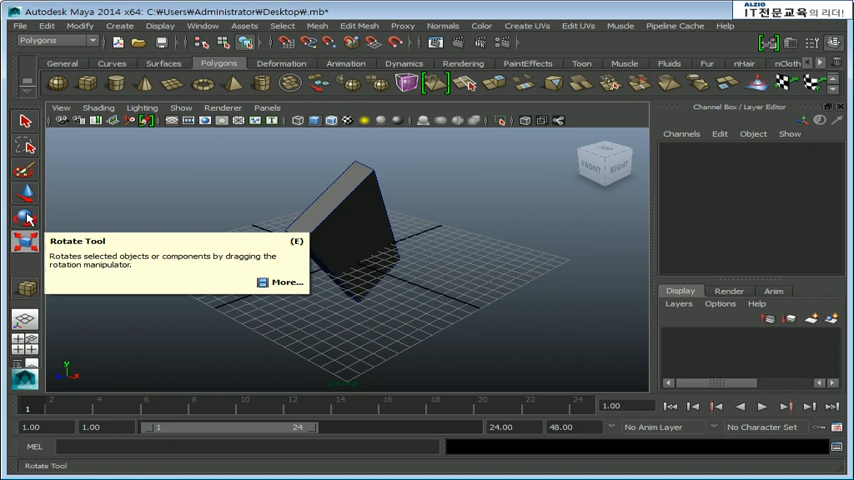 Autodesk Maya 2014 x64: C:\Users\Administrator\Desktop\.mb*
ALZIO
IT전문교육의 리더!
File Edit Modify Create Display Window Assets Select Mesh Edit Mesh Proxy Normals Color Create UVs Edit UVs Muscle Pipeline Cache
Polygons
General Curves Surfaces Polygons Deformation Animation Dynamics Rendering PaintEffects Toon Muscle Fluids Fur nHair nCloth
Channel Box / Layer Editor
View Shading Lighting Show Renderer Panels
Channels Edit Object Show
FRONT RIGHT
Rotate Tool (E)
Rotates selected objects or components by dragging the
rotation manipulator.
More...
Display Render Anim
Layers Options Help
y
x
persp
2 4 6 8 10 12 14 16 18 20 22 24
1
1.00
1.00 1.00 1 24 24.00 48.00 No Anim Layer No Character Set
MEL
Rotate Tool